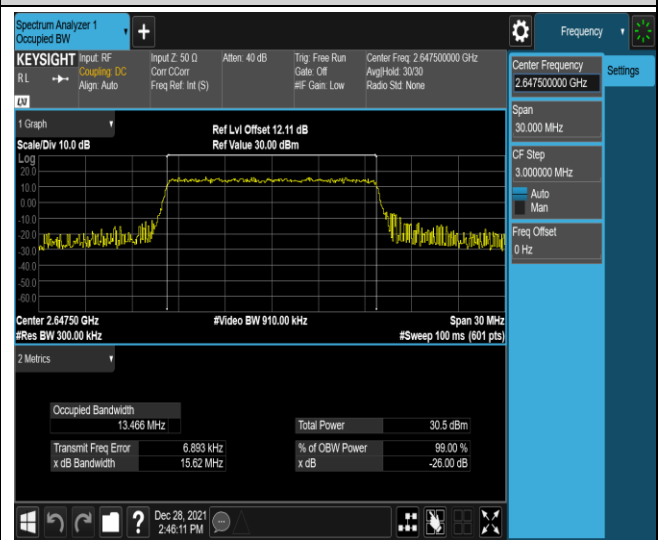 Spectrum Analyzer 1
Occupied BW
Frequency
KEYSIGHT Input: RF Input Z: 50 Ω Atten: 40 dB Trig: Free Run Center Freq: 2.647500000 GHz
RL Coupling: DC Corr CCorr Gate: Off Avg|Hold: 30/30
Align: Auto Freq Ref: Int (S) #IF Gain: Low Radio Std: None
LXI
Center Frequency
2.647500000 GHz
Settings
Span
30.000 MHz
CF Step
3.000000 MHz
Auto
Man
Freq Offset
0 Hz
1 Graph
Ref Lvl Offset 12.11 dB
Scale/Div 10.0 dB Ref Value 30.00 dBm
Log
20.0
10.0
0.00
-10.0
-20.0
-30.0
-40.0
-50.0
-60.0
Center 2.64750 GHz #Video BW 910.00 kHz Span 30 MHz
#Res BW 300.00 kHz #Sweep 100 ms (601 pts)
2 Metrics
Occupied Bandwidth
13.466 MHz Total Power 30.5 dBm
Transmit Freq Error 6.893 kHz % of OBW Power 99.00 %
x dB Bandwidth 15.62 MHz x dB -26.00 dB
Dec 28, 2021
2:46:11 PM